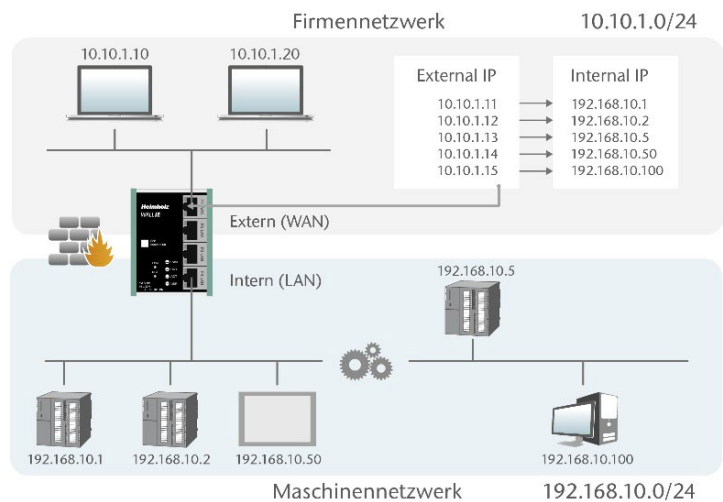 Firmennetzwerk 10.10.1.0/24
10.10.1.10
10.10.1.20
External IP Internal IP
10.10.1.11 192.168.10.1
10.10.1.12 192.168.10.2
10.10.1.13 192.168.10.5
10.10.1.14 192.168.10.50
10.10.1.15 192.168.10.100
Helmholz
WALL IE
Extern (WAN)
Intern (LAN)
192.168.10.5
192.168.10.1
192.168.10.2
192.168.10.50
192.168.10.100
Maschinennetzwerk 192.168.10.0/24